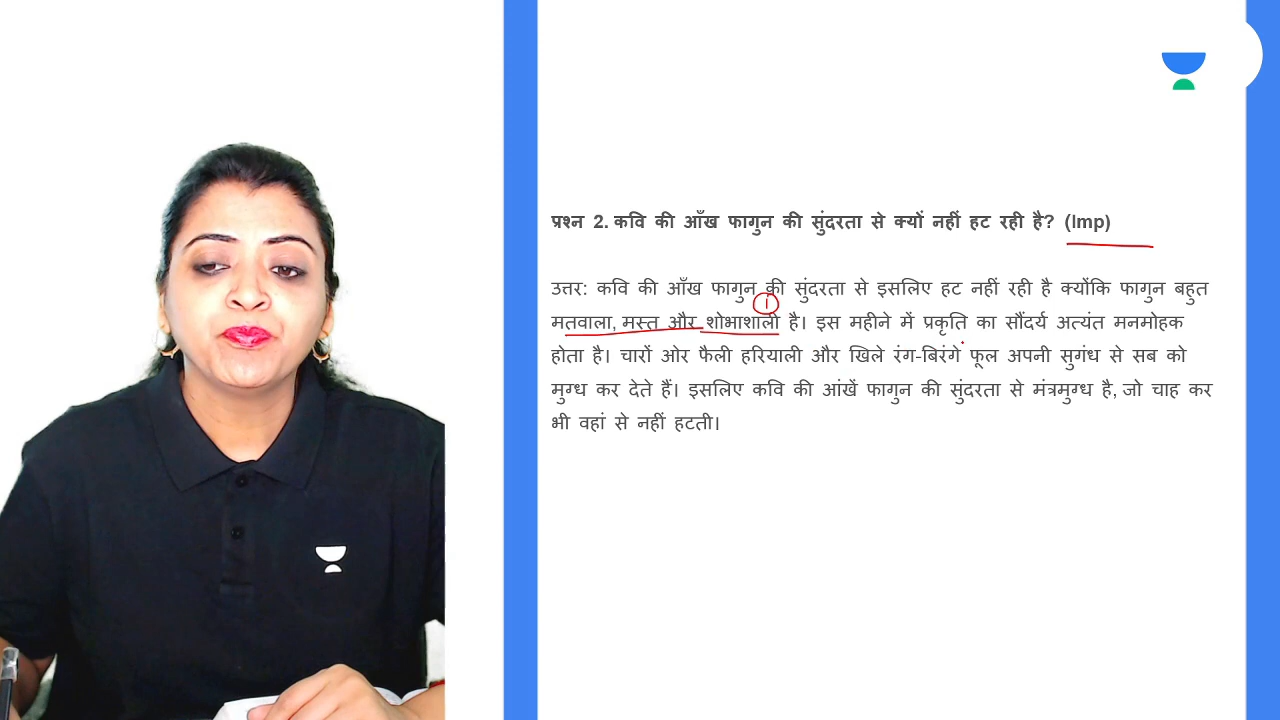 प्रश्न 2. कवि की आँख फागुन की सुंदरता से क्यों नहीं हट रही है? (Imp)
उत्तर: कवि की आँख फागुन की सुंदरता से इसलिए हट नहीं रही है क्योंकि फागुन बहुत
1
मतवाला, मस्त और शोभाशाली है। इस महीने में प्रकृति का सौंदर्य अत्यंत मनमोहक
होता है। चारों ओर फैली हरियाली और खिले रंग-बिरंगे फूल अपनी सुगंध से सब को
मुग्ध कर देते हैं। इसलिए कवि की आंखें फागुन की सुंदरता से मंत्रमुग्ध है, जो चाह कर
भी वहां से नहीं हटती।